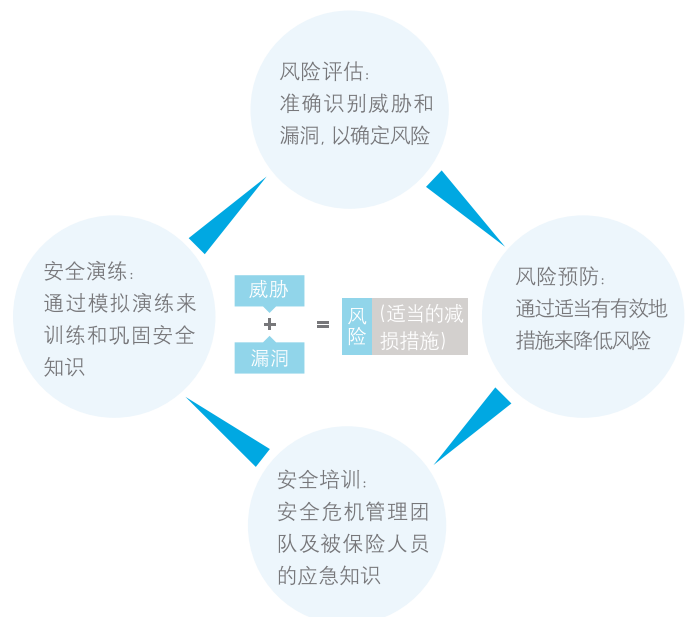 风险评估:
准确识别威胁和
漏洞, 以确定风险
安全演练:
通过模拟演练来
训练和巩固安全
知识
威胁
+
漏洞
=
风
险
(适当的减
损措施)
风险预防:
通过适当有有效地
措施来降低风险
安全培训:
安全危机管理团
队及被保险人员
的应急知识